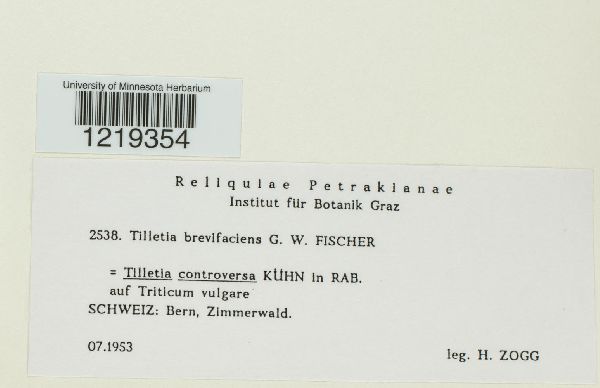 University of Minnesota Herbarium
1219354
Reliqulae Petrakianae
Institut für Botanik Graz
2538. Tilletia brevifaciens G. W. FISCHER
= Tilletia controversa KÜHN in RAB.
auf Triticum vulgare
SCHWEIZ: Bern, Zimmerwald.
07.1953
leg. H. ZOGG